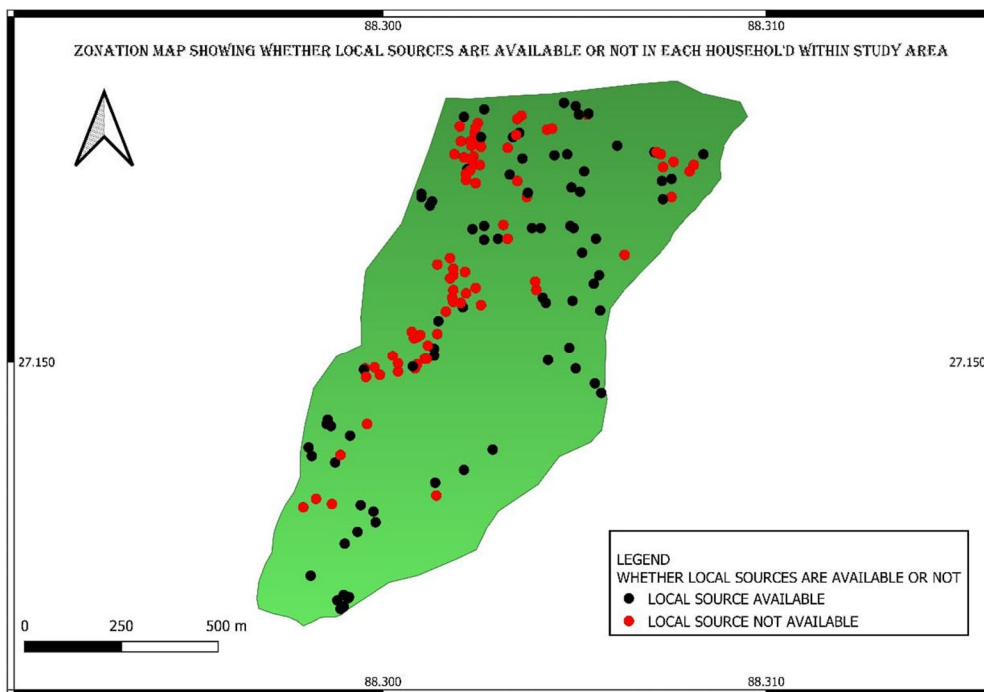 88.300 88.310
ZONATION MAP SHOWING WHETHER LOCAL SOURCES ARE AVAILABLE OR NOT IN EACH HOUSEHOL'D WITHIN STUDY AREA
27.150 27.150
LEGEND
WHETHER LOCAL SOURCES ARE AVAILABLE OR NOT
LOCAL SOURCE AVAILABLE
LOCAL SOURCE NOT AVAILABLE
0 250 500 m
88.300 88.310